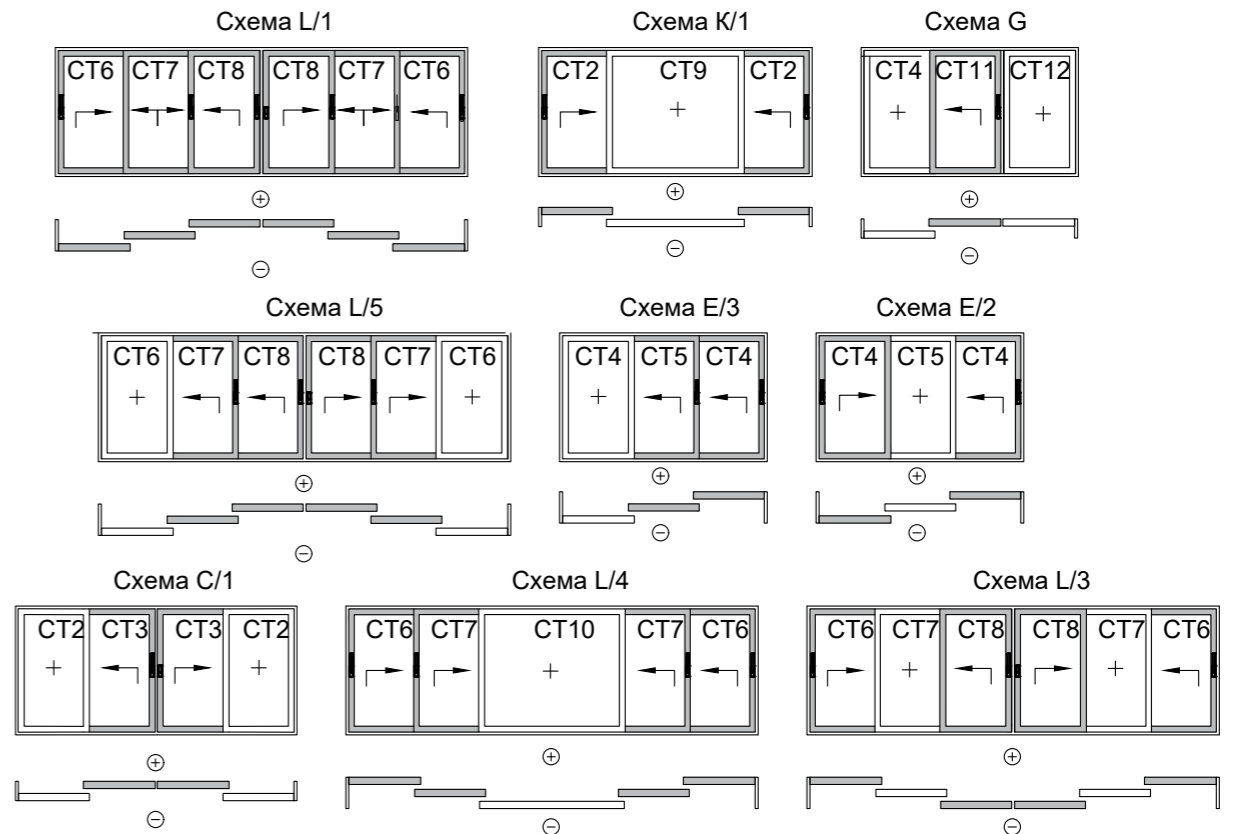 Схема L/1
Схема К/1
Схема G
СТ6 СТ7 СТ8 СТ8 СТ7 СТ6
СТ2 СТ9 СТ2
СТ4 СТ11 СТ12
Схема L/5
Схема Е/3
Схема Е/2
СТ6 СТ7 СТ8 СТ8 СТ7 СТ6
СТ4 СТ5 СТ4
СТ4 СТ5 СТ4
Схема С/1
Схема L/4
Схема L/3
СТ2 СТ3 СТ3 СТ2
СТ6 СТ7 СТ10 СТ7 СТ6
СТ6 СТ7 СТ8 СТ8 СТ7 СТ6